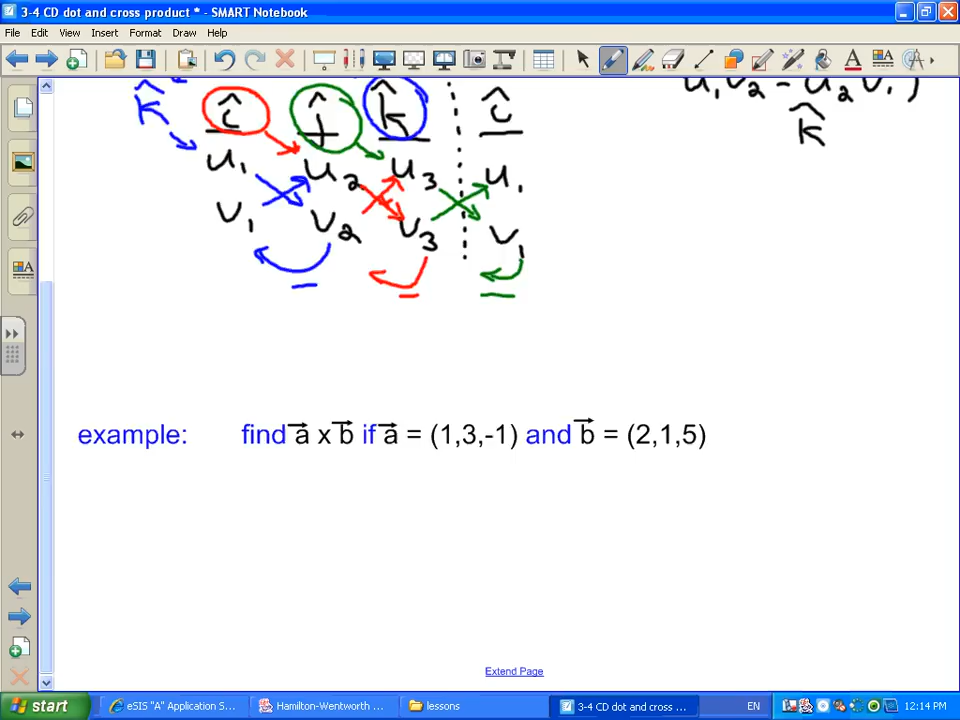 3-4 CD dot and cross product * - SMART Notebook
File Edit View Insert Format Draw Help
u₁v₂ - u₂v₁)
k̂ î ĵ k̂ î k̂
u₁ u₂ u₃ u₁
v₁ v₂ v₃ v₁
example: find a⃗ x b⃗ if a⃗ = (1,3,-1) and b⃗ = (2,1,5)
Extend Page
start eSIS "A" Application S... Hamilton-Wentworth ... lessons 3-4 CD dot and cross ... EN 12:14 PM